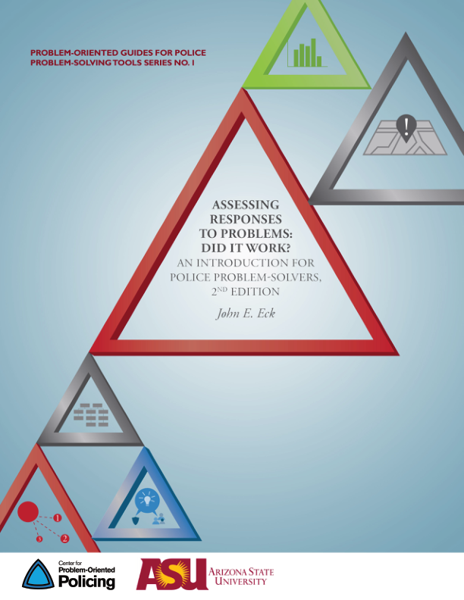 PROBLEM-ORIENTED GUIDES FOR POLICE
PROBLEM-SOLVING TOOLS SERIES NO. 1
!
ASSESSING
RESPONSES
TO PROBLEMS:
DID IT WORK?
AN INTRODUCTION FOR
POLICE PROBLEM-SOLVERS,
2ND EDITION
John E. Eck
1
2
3
Center for
Problem-Oriented
Policing
ASU
ARIZONA STATE
UNIVERSITY